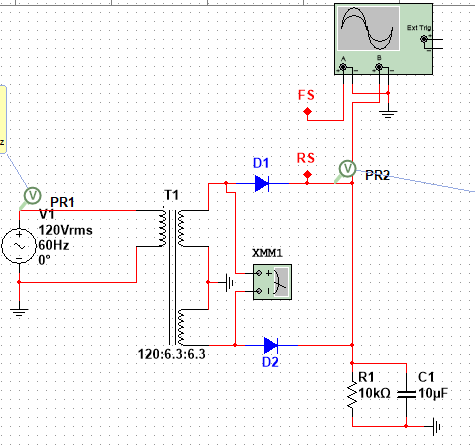 Ext Trig
A
B
FS
z
D1
RS
PR2
PR1
T1
V1
120Vrms
60Hz
0°
XMM1
120:6.3:6.3
D2
R1
10kΩ
C1
10µF